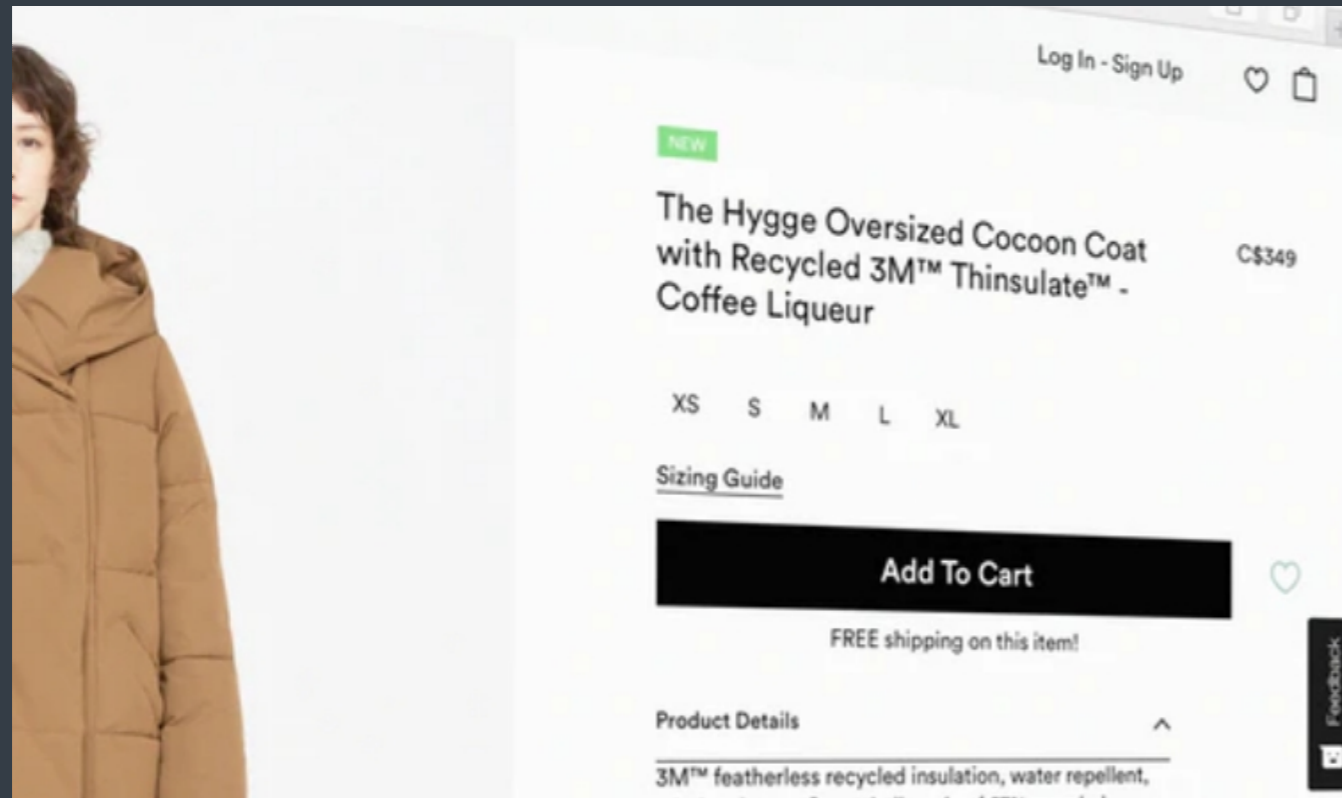 Log In - Sign Up
NEW
The Hygge Oversized Cocoon Coat
with Recycled 3M™ Thinsulate™ -
Coffee Liqueur
C$349
XS S M L XL
Sizing Guide
Add To Cart
FREE shipping on this item!
Feedback
Product Details
3M™ featherless recycled insulation, water repellent,